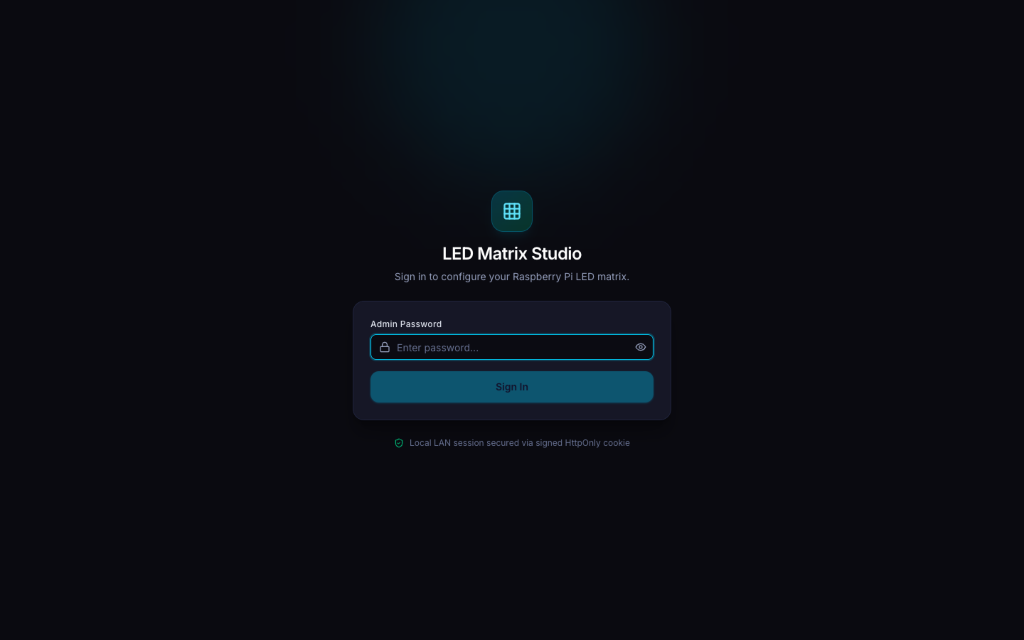 LED Matrix Studio
Sign in to configure your Raspberry Pi LED matrix.
Admin Password
Enter password...
Sign In
Local LAN session secured via signed HttpOnly cookie